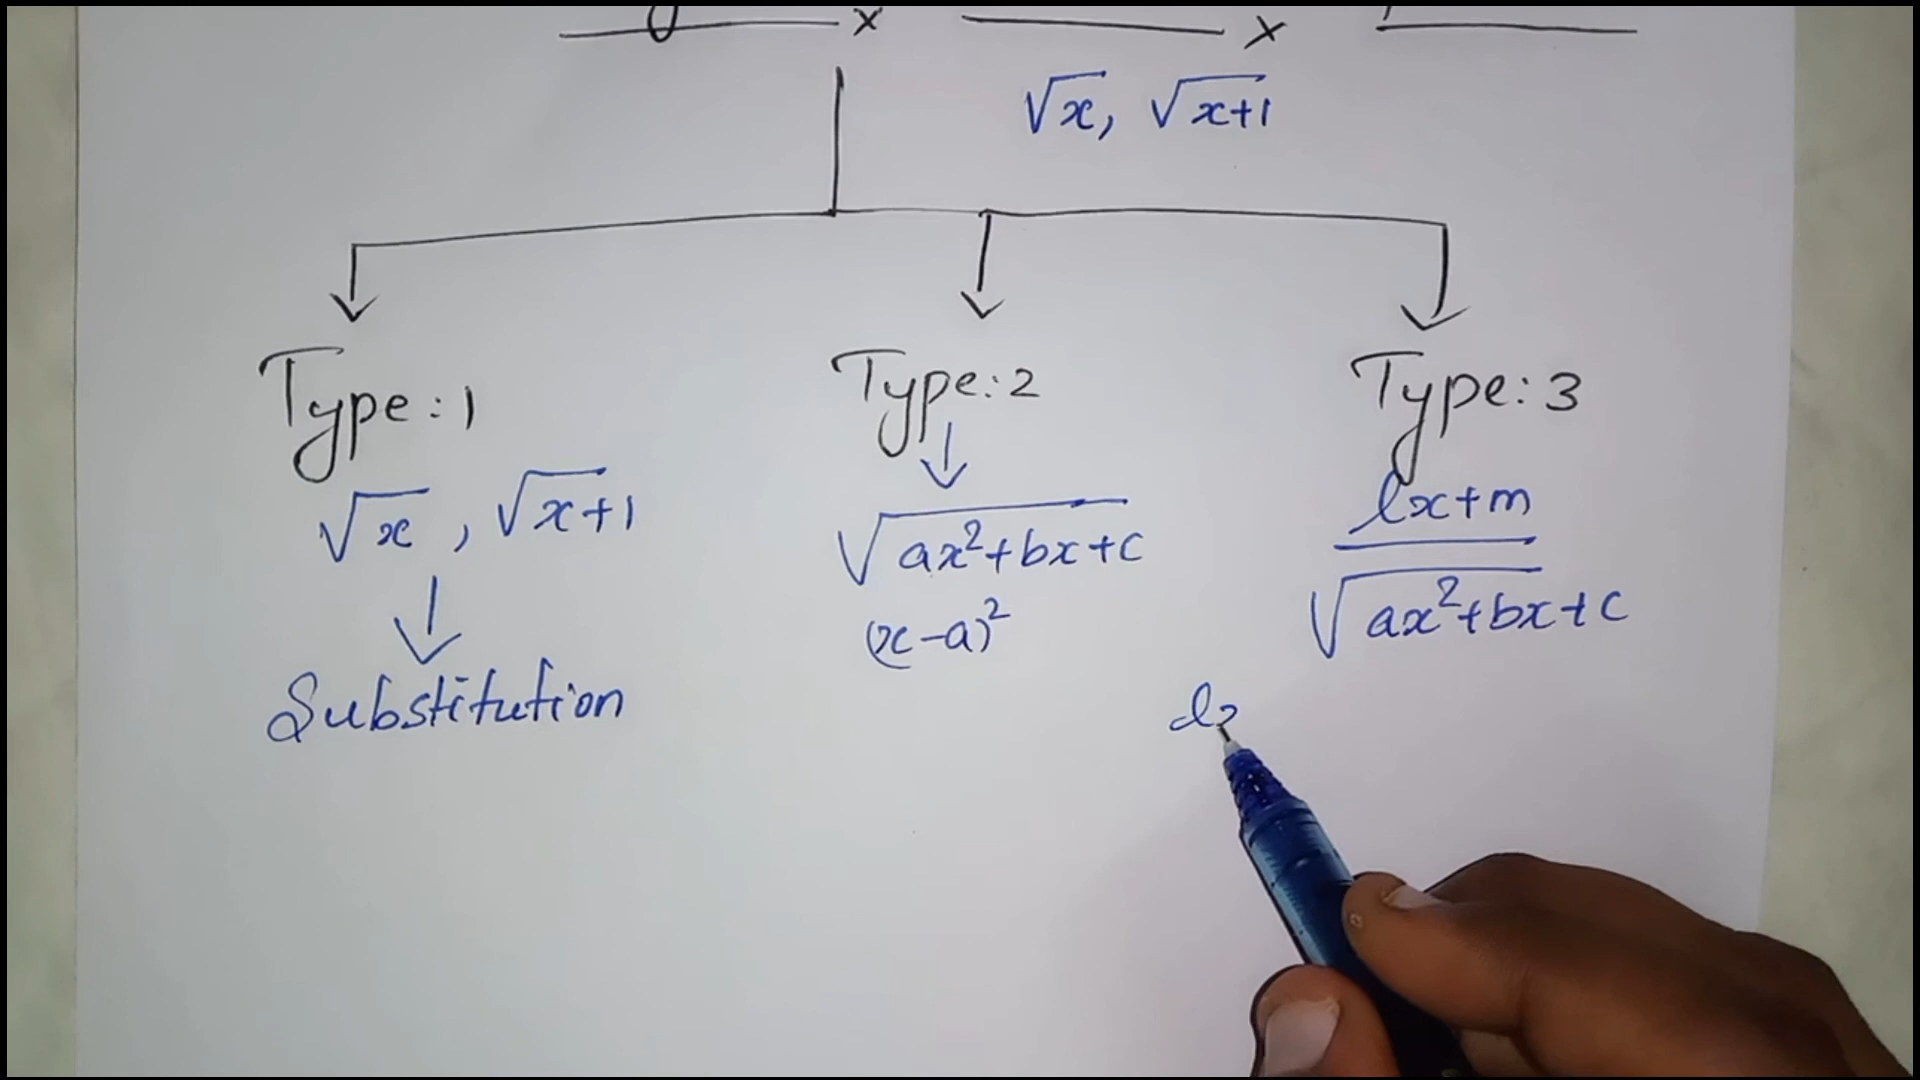 √x, √x+1
Type:1 Type:2 Type:3
√x, √x+1
√ax²+bx+c
(x-a)²
lx+m
√ax²+bx+c
Substitution